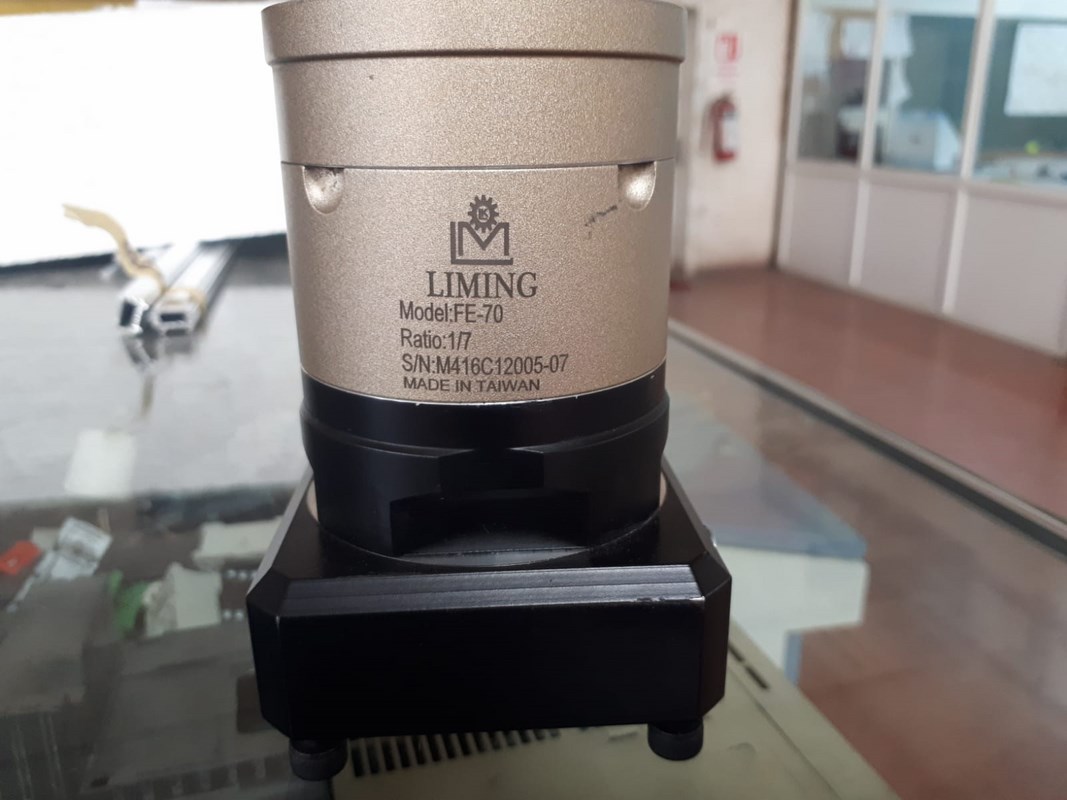 LIMING
Model:FE-70
Ratio:1/7
S/N:M416C12005-07
MADE IN TAIWAN